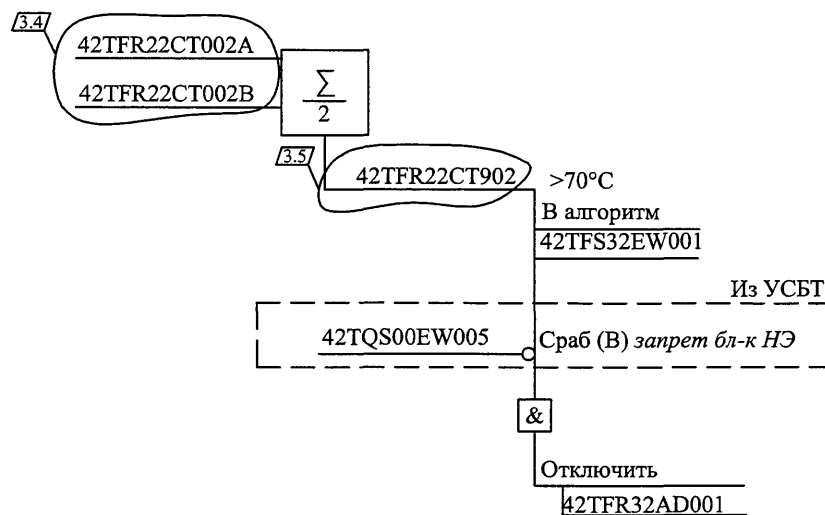 3.4
42TFR22CT002A
42TFR22CT002B
∑
2
3.5
42TFR22CT902
>70°C
В алгоритм
42TFS32EW001
Из УСБТ
42TQS00EW005
Сраб (В) запрет бл-к НЭ
&
Отключить
42TFR32AD001